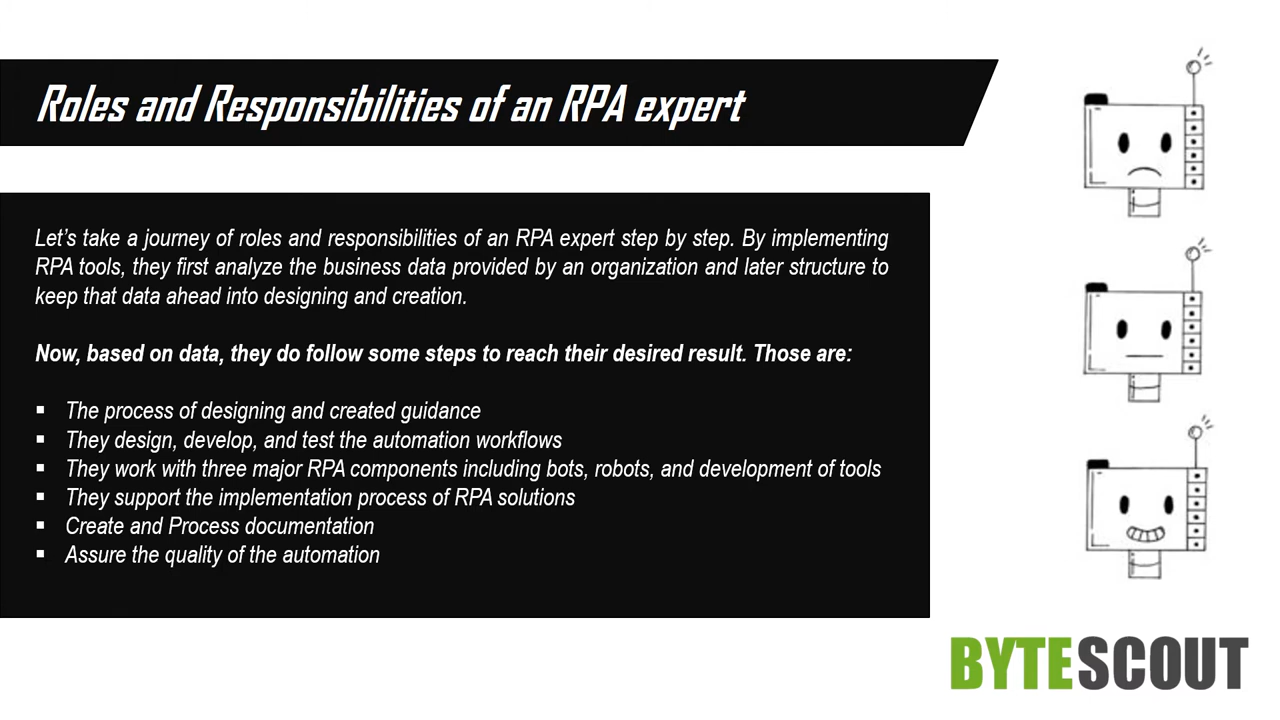 Roles and Responsibilities of an RPA expert
Let's take a journey of roles and responsibilities of an RPA expert step by step. By implementing
RPA tools, they first analyze the business data provided by an organization and later structure to
keep that data ahead into designing and creation.
Now, based on data, they do follow some steps to reach their desired result. Those are:
▪ The process of designing and created guidance
▪ They design, develop, and test the automation workflows
▪ They work with three major RPA components including bots, robots, and development of tools
▪ They support the implementation process of RPA solutions
▪ Create and Process documentation
▪ Assure the quality of the automation
BYTESCOUT